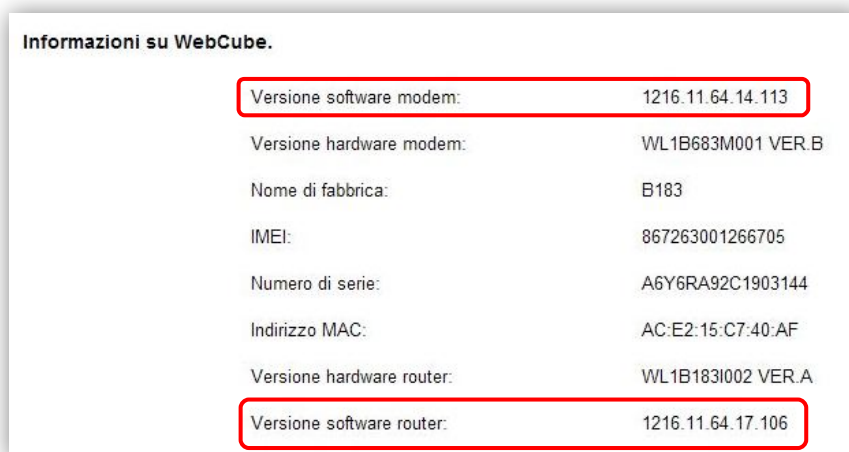 Informazioni su WebCube.
Versione software modem: 1216.11.64.14.113
Versione hardware modem: WL1B683M001 VER.B
Nome di fabbrica: B183
IMEI: 867263001266705
Numero di serie: A6Y6RA92C1903144
Indirizzo MAC: AC:E2:15:C7:40:AF
Versione hardware router: WL1B183I002 VER.A
Versione software router: 1216.11.64.17.106